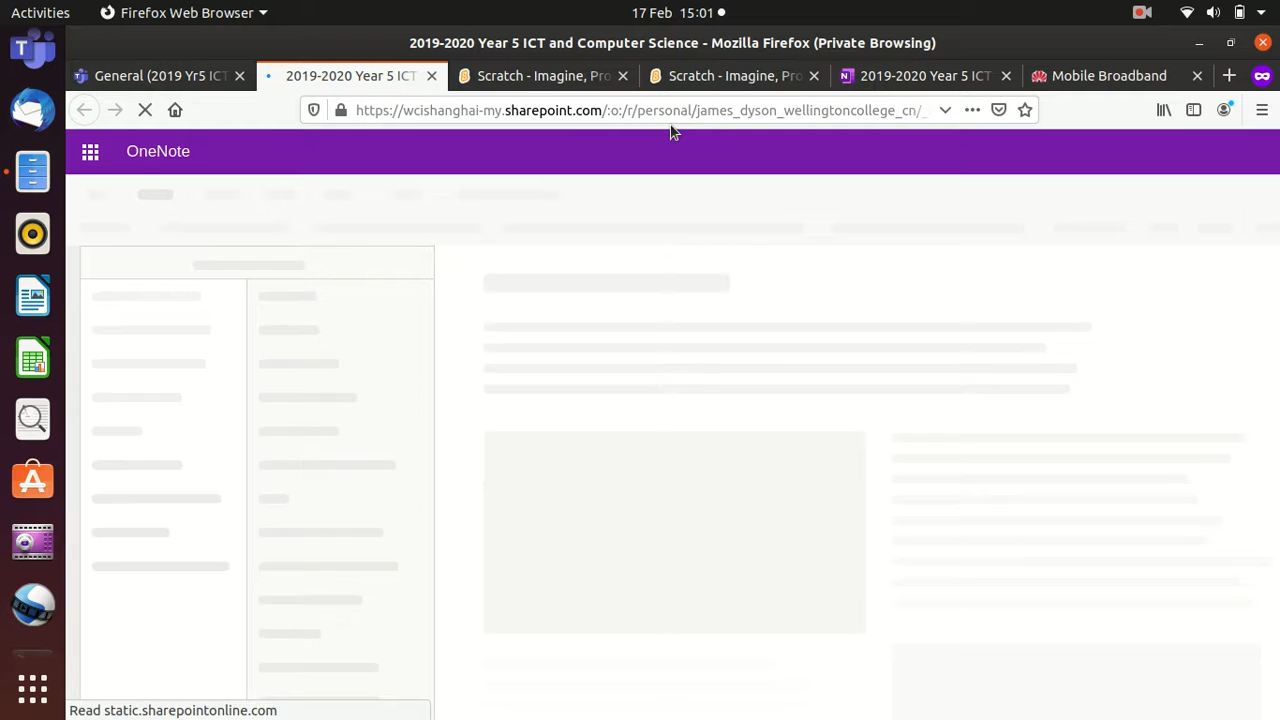 Activities
Firefox Web Browser
17 Feb 15:01
2019-2020 Year 5 ICT and Computer Science - Mozilla Firefox (Private Browsing)
General (2019 Yr5 ICT
2019-2020 Year 5 ICT
Scratch - Imagine, Pro
Scratch - Imagine, Pro
2019-2020 Year 5 ICT
Mobile Broadband
https://wcishanghai-my.sharepoint.com/:o:/r/personal/james_dyson_wellingtoncollege_cn/_
OneNote
Read static.sharepointonline.com